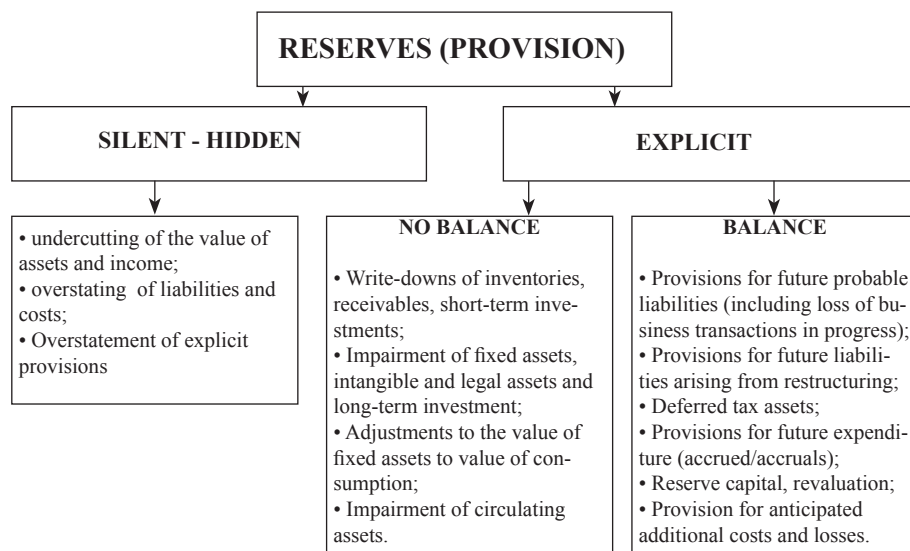 RESERVES (PROVISION)
SILENT - HIDDEN
EXPLICIT
• undercutting of the value of
assets and income;
• overstating of liabilities and
costs;
• Overstatement of explicit
provisions
NO BALANCE
• Write-downs of inventories,
receivables, short-term inve-
stments;
• Impairment of fixed assets,
intangible and legal assets and
long-term investment;
• Adjustments to the value of
fixed assets to value of con-
sumption;
• Impairment of circulating
assets.
BALANCE
• Provisions for future probable
liabilities (including loss of bu-
siness transactions in progress);
• Provisions for future liabili-
ties arising from restructuring;
• Deferred tax assets;
• Provisions for future expendi-
ture (accrued/accruals);
• Reserve capital, revaluation;
• Provision for anticipated
additional costs and losses.